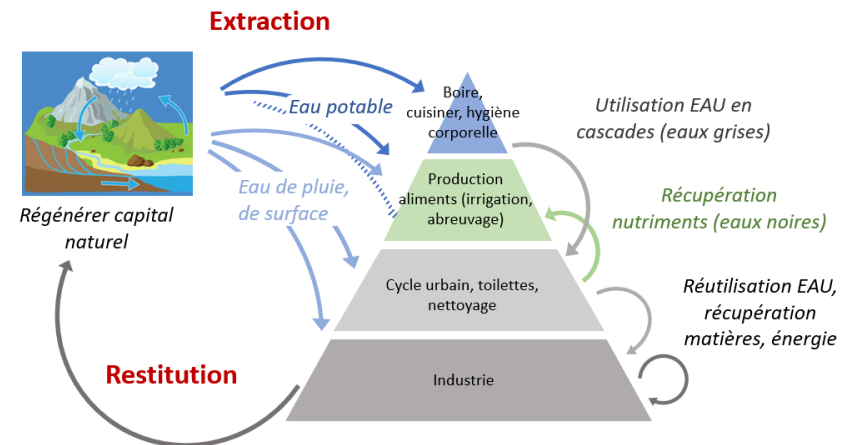 Extraction
Boire,
cuisiner, hygiène
corporelle
Eau potable
Utilisation EAU en
cascades (eaux grises)
Eau de pluie,
de surface
Production
aliments (irrigation,
abreuvage)
Récupération
nutriments (eaux noires)
Régénérer capital
naturel
Cycle urbain, toilettes,
nettoyage
Réutilisation EAU,
récupération
matières, énergie
Restitution
Industrie